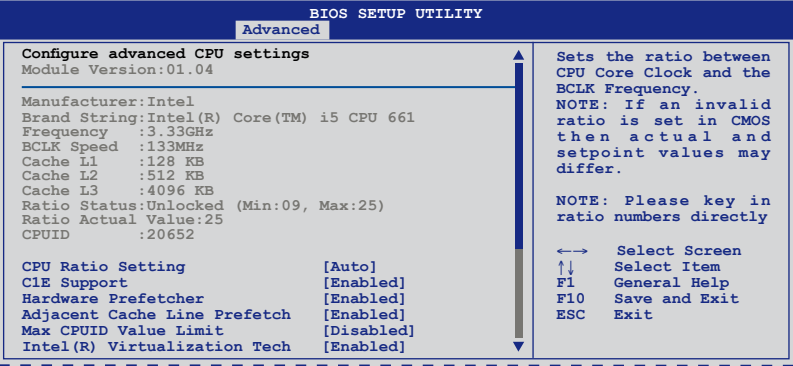 BIOS SETUP UTILITY
Advanced
Configure advanced CPU settings
Module Version:01.04
Manufacturer:Intel
Brand String:Intel(R) Core(TM) i5 CPU 661
Frequency :3.33GHz
BCLK Speed :133MHz
Cache L1 :128 KB
Cache L2 :512 KB
Cache L3 :4096 KB
Ratio Status:Unlocked (Min:09, Max:25)
Ratio Actual Value:25
CPUID :20652
CPU Ratio Setting [Auto]
C1E Support [Enabled]
Hardware Prefetcher [Enabled]
Adjacent Cache Line Prefetch [Enabled]
Max CPUID Value Limit [Disabled]
Intel(R) Virtualization Tech [Enabled]
Sets the ratio between
CPU Core Clock and the
BCLK Frequency.
NOTE: If an invalid
ratio is set in CMOS
then actual and
setpoint values may
differ.
NOTE: Please key in
ratio numbers directly
←→ Select Screen
↑↓ Select Item
F1 General Help
F10 Save and Exit
ESC Exit